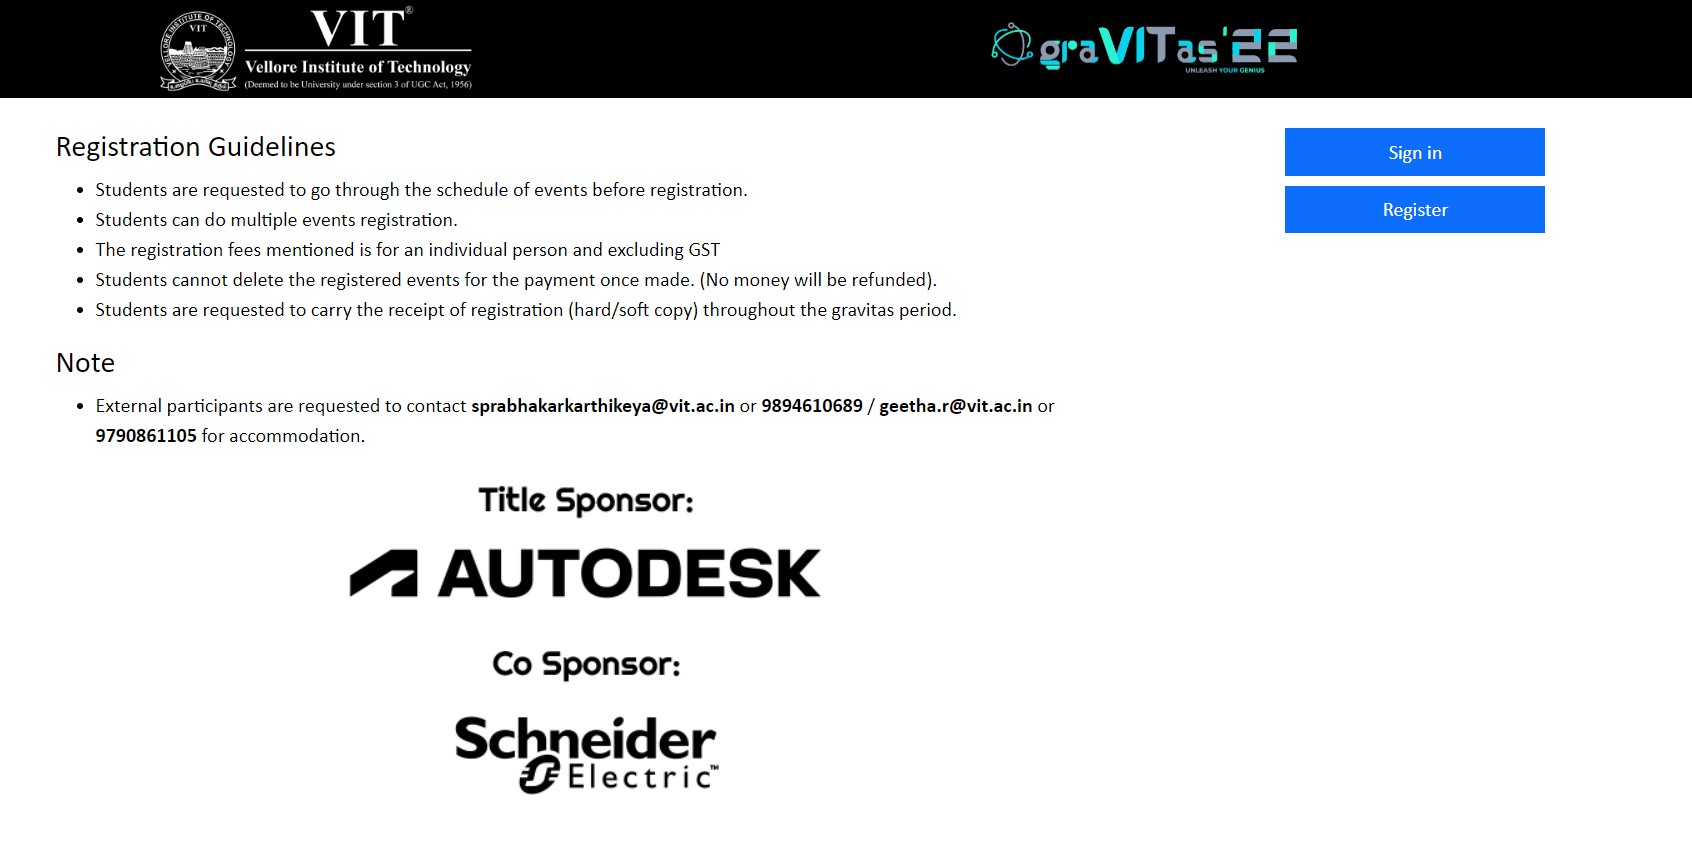 VELLORE INSTITUTE OF TECHNOLOGY
VIT
VIT®
Vellore Institute of Technology
(Deemed to be University under section 3 of UGC Act, 1956)
graVITas'22
UNLEASH YOUR GENIUS
Registration Guidelines
• Students are requested to go through the schedule of events before registration.
• Students can do multiple events registration.
• The registration fees mentioned is for an individual person and excluding GST
• Students cannot delete the registered events for the payment once made. (No money will be refunded).
• Students are requested to carry the receipt of registration (hard/soft copy) throughout the gravitas period.
Sign in
Register
Note
• External participants are requested to contact sprabhakarkarthikeya@vit.ac.in or 9894610689 / geetha.r@vit.ac.in or
9790861105 for accommodation.
Title Sponsor:
AUTODESK
Co Sponsor:
Schneider
Electric™